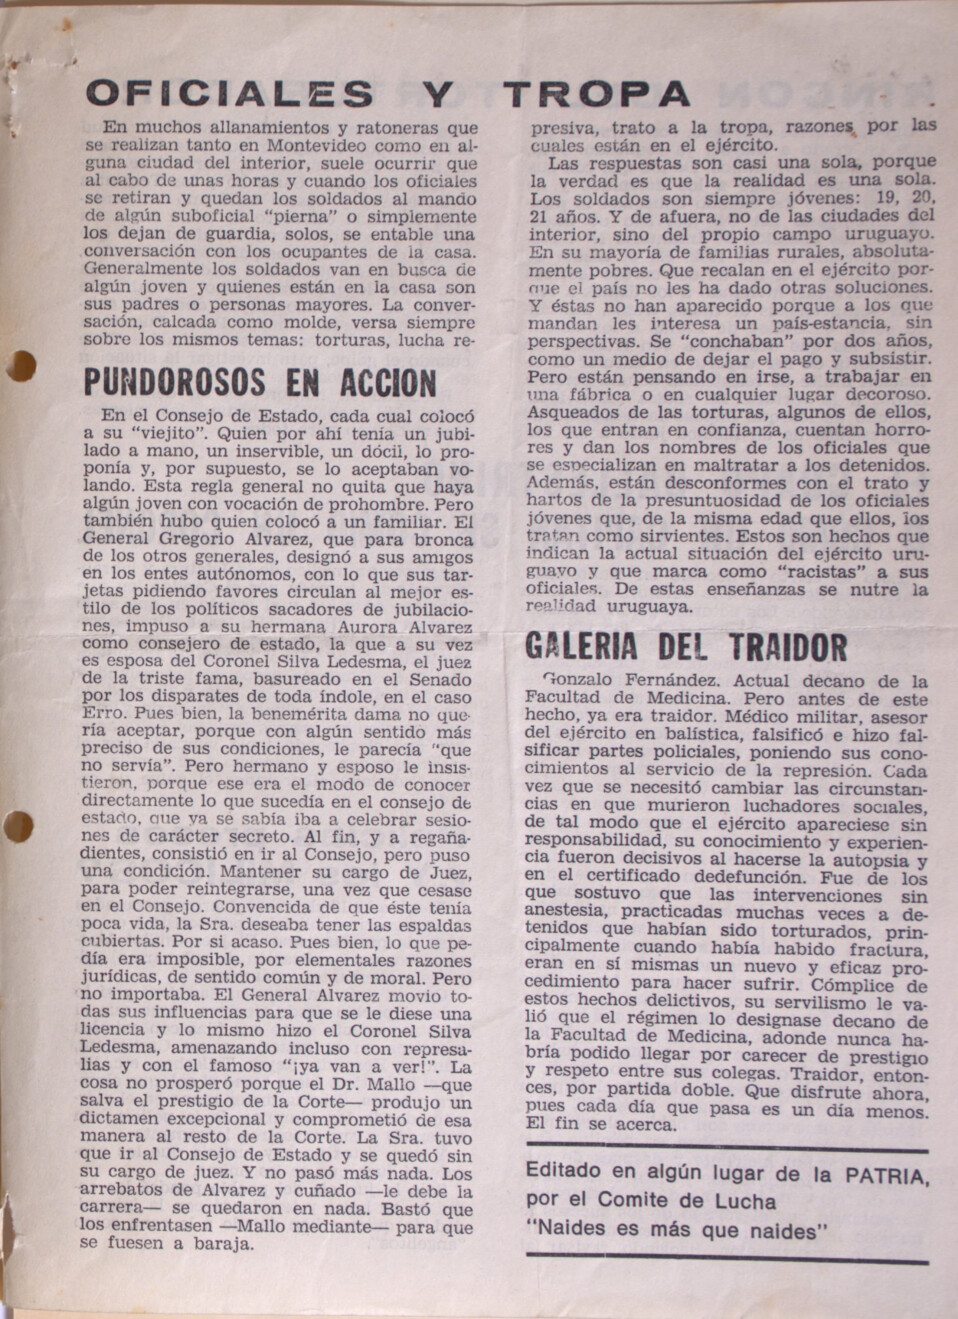 OFICIALES Y TROPA
En muchos allanamientos y ratoneras que
se realizan tanto en Montevideo como en al-
guna ciudad del interior, suele ocurrir que
al cabo de unas horas y cuando los oficiales
se retiran y quedan los soldados al mando
de algún suboficial "pierna" o simplemente
los dejan de guardia, solos, se entable una
conversación con los ocupantes de la casa.
Generalmente los soldados van en busca de
algún joven y quienes están en la casa son
sus padres o personas mayores. La conver-
sación, calcada como molde, versa siempre
sobre los mismos temas: torturas, lucha re-
presiva, trato a la tropa, razones por las
cuales están en el ejército.
Las respuestas son casi una sola, porque
la verdad es que la realidad es una sola.
Los soldados son siempre jóvenes: 19, 20,
21 años. Y de afuera, no de las ciudades del
interior, sino del propio campo uruguayo.
En su mayoría de familias rurales, absoluta-
mente pobres. Que recalan en el ejército por-
que el país no les ha dado otras soluciones.
Y éstas no han aparecido porque a los que
mandan les interesa un país-estancia, sin
perspectivas. Se "conchaban" por dos años,
como un medio de dejar el pago y subsistir.
Pero están pensando en irse, a trabajar en
una fábrica o en cualquier lugar decoroso.
Asqueados de las torturas, algunos de ellos,
los que entran en confianza, cuentan horro-
res y dan los nombres de los oficiales que
se especializan en maltratar a los detenidos.
Además, están desconformes con el trato y
hartos de la presuntuosidad de los oficiales
jóvenes que, de la misma edad que ellos, los
tratan como sirvientes. Estos son hechos que
indican la actual situación del ejército uru-
guayo y que marca como "racistas" a sus
oficiales. De estas enseñanzas se nutre la
realidad uruguaya.
PUNDOROSOS EN ACCION
En el Consejo de Estado, cada cual colocó
a su "viejito". Quien por ahí tenía un jubi-
lado a mano, un inservible, un dócil, lo pro-
ponía y, por supuesto, se lo aceptaban vo-
lando. Esta regla general no quita que haya
algún joven con vocación de prohombre. Pero
también hubo quien colocó a un familiar. El
General Gregorio Alvarez, que para bronca
de los otros generales, designó a sus amigos
en los entes autónomos, con lo que sus tar-
jetas pidiendo favores circulan al mejor es-
tilo de los políticos sacadores de jubilacio-
nes, impuso a su hermana Aurora Alvarez
como consejero de estado, la que a su vez
es esposa del Coronel Silva Ledesma, el juez
de la triste fama, basureado en el Senado
por los disparates de toda índole, en el caso
Erro. Pues bien, la benemérita dama no que-
ría aceptar, porque con algún sentido más
preciso de sus condiciones, le parecía "que
no servía". Pero hermano y esposo le insis-
tieron, porque ese era el modo de conocer
directamente lo que sucedía en el consejo de
estado, que ya se sabía iba a celebrar sesio-
nes de carácter secreto. Al fin, y a regaña-
dientes, consistió en ir al Consejo, pero puso
una condición. Mantener su cargo de Juez,
para poder reintegrarse, una vez que cesase
en el Consejo. Convencida de que éste tenía
poca vida, la Sra. deseaba tener las espaldas
cubiertas. Por si acaso. Pues bien, lo que pe-
día era imposible, por elementales razones
jurídicas, de sentido común y de moral. Pero
no importaba. El General Alvarez movio to-
das sus influencias para que se le diese una
licencia y lo mismo hizo el Coronel Silva
Ledesma, amenazando incluso con represa-
lias y con el famoso "¡ya van a ver!". La
cosa no prosperó porque el Dr. Mallo —que
salva el prestigio de la Corte— produjo un
dictamen excepcional y comprometió de esa
manera al resto de la Corte. La Sra. tuvo
que ir al Consejo de Estado y se quedó sin
su cargo de juez. Y no pasó más nada. Los
arrebatos de Alvarez y cuñado —le debe la
carrera— se quedaron en nada. Bastó que
los enfrentasen —Mallo mediante— para que
se fuesen a baraja.
GALERIA DEL TRAIDOR
Gonzalo Fernández. Actual decano de la
Facultad de Medicina. Pero antes de este
hecho, ya era traidor. Médico militar, asesor
del ejército en balística, falsificó e hizo fal-
sificar partes policiales, poniendo sus cono-
cimientos al servicio de la represión. Cada
vez que se necesitó cambiar las circunstan-
cias en que murieron luchadores sociales,
de tal modo que el ejército apareciese sin
responsabilidad, su conocimiento y experien-
cia fueron decisivos al hacerse la autopsia y
en el certificado dedefunción. Fue de los
que sostuvo que las intervenciones sin
anestesia, practicadas muchas veces a de-
tenidos que habían sido torturados, prin-
cipalmente cuando había habido fractura,
eran en sí mismas un nuevo y eficaz pro-
cedimiento para hacer sufrir. Cómplice de
estos hechos delictivos, su servilismo le va-
lió que el régimen lo designase decano de
la Facultad de Medicina, adonde nunca ha-
bría podido llegar por carecer de prestigio
y respeto entre sus colegas. Traidor, enton-
ces, por partida doble. Que disfrute ahora,
pues cada día que pasa es un día menos.
El fin se acerca.
Editado en algún lugar de la PATRIA,
por el Comite de Lucha
"Naides es más que naides"